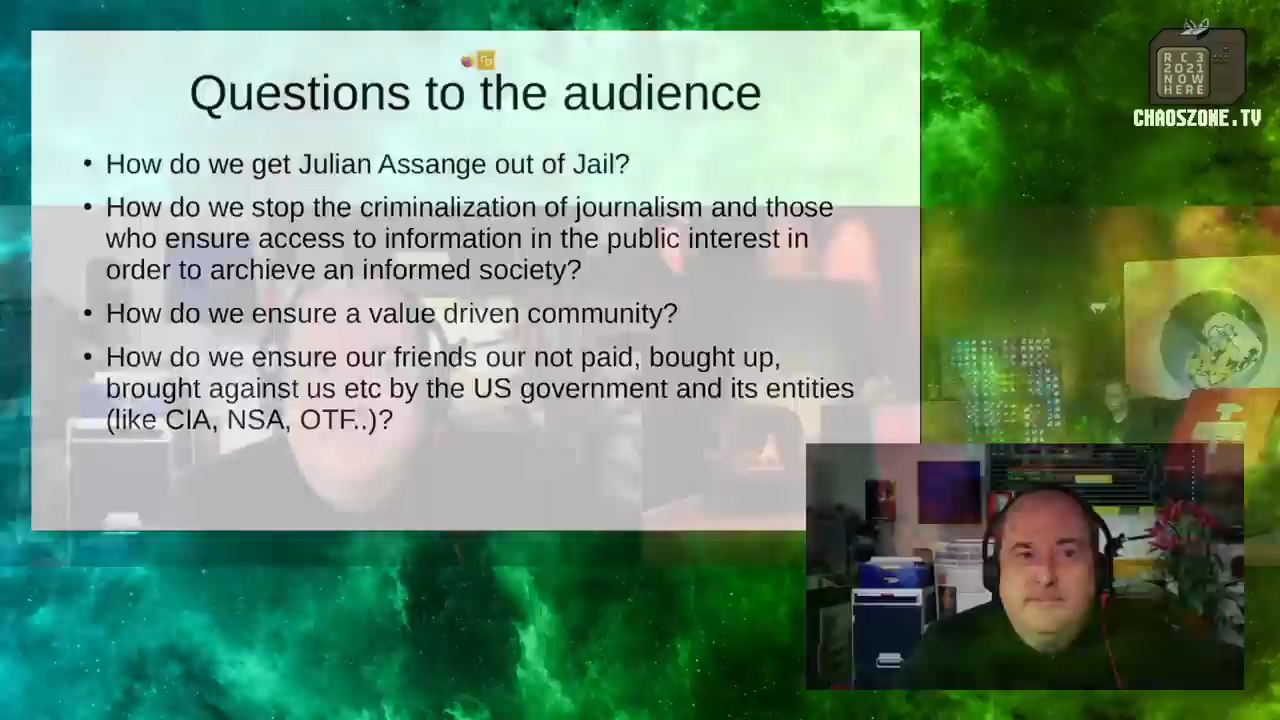 Questions to the audience
• How do we get Julian Assange out of Jail?
• How do we stop the criminalization of journalism and those
who ensure access to information in the public interest in
order to archieve an informed society?
• How do we ensure a value driven community?
• How do we ensure our friends our not paid, bought up,
brought against us etc by the US government and its entities
(like CIA, NSA, OTF..)?
R C 3
2021
NOW
HERE
CHAOSZONE.TV